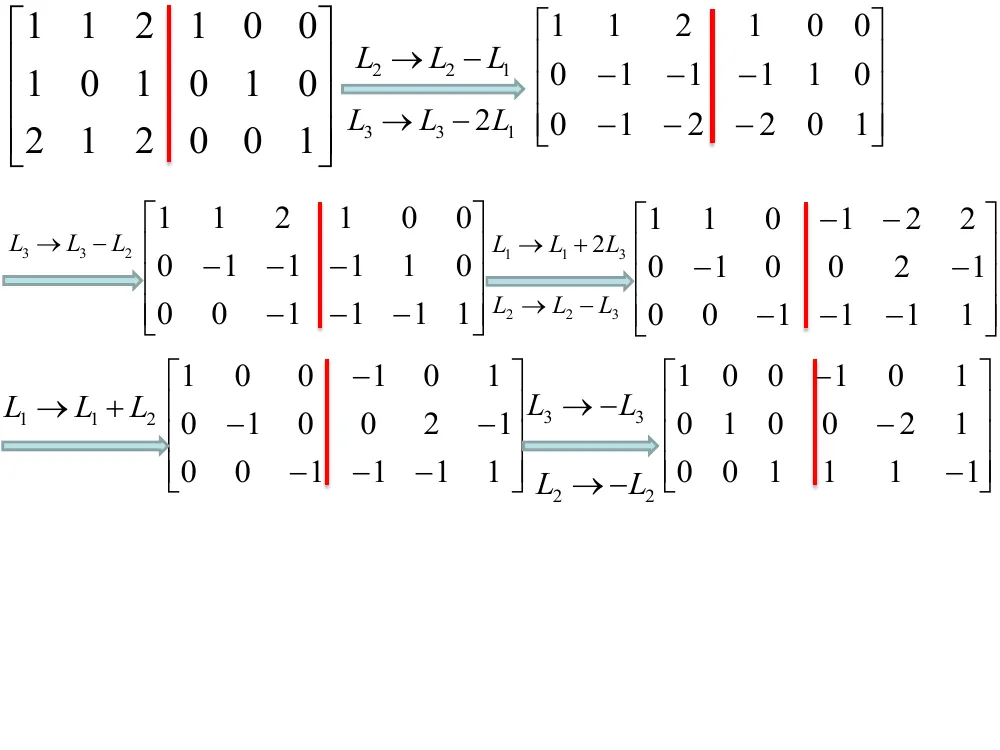 1 1 2 1 0 0
1 0 1 0 1 0
2 1 2 0 0 1
L₂ → L₂ − L₁
L₃ → L₃ − 2L₁
1 1 2 1 0 0
0 −1 −1 −1 1 0
0 −1 −2 −2 0 1
L₃ → L₃ − L₂
1 1 2 1 0 0
0 −1 −1 −1 1 0
0 0 −1 −1 −1 1
L₁ → L₁ + 2L₃
L₂ → L₂ − L₃
1 1 0 −1 −2 2
0 −1 0 0 2 −1
0 0 −1 −1 −1 1
L₁ → L₁ + L₂
1 0 0 −1 0 1
0 −1 0 0 2 −1
0 0 −1 −1 −1 1
L₃ → −L₃
L₂ → −L₂
1 0 0 −1 0 1
0 1 0 0 −2 1
0 0 1 1 1 −1